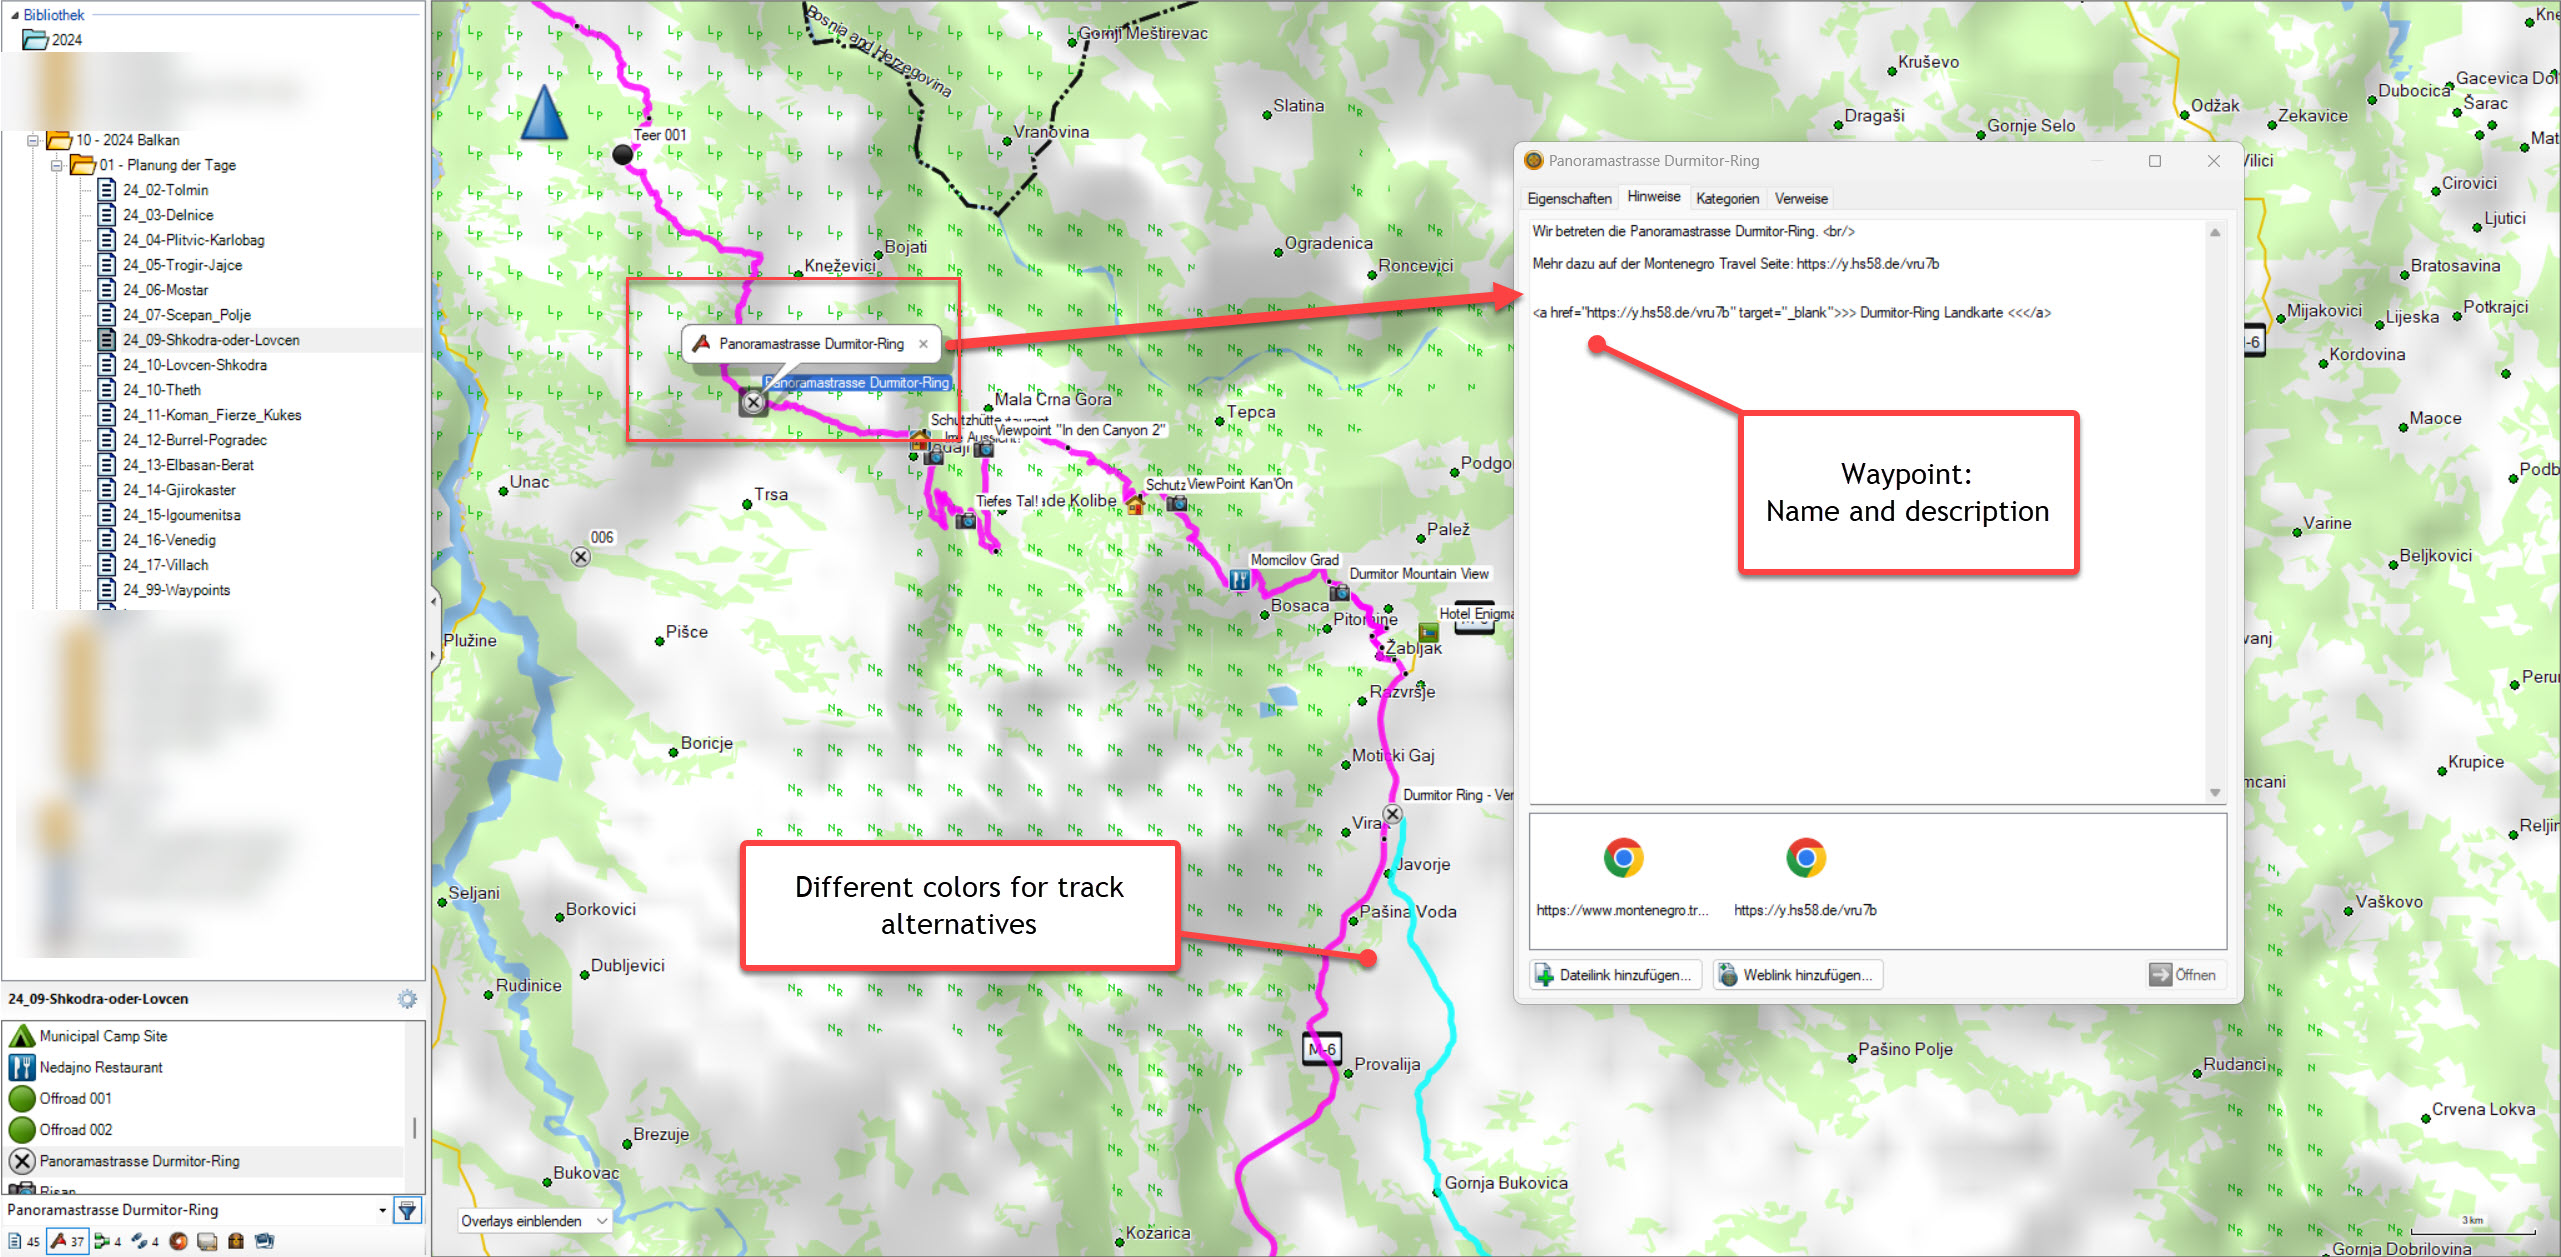 Bibliothek
2024
10 - 2024 Balkan
01 - Planung der Tage
24_02-Tolmin
24_03-Delnice
24_04-Plitvic-Karlobag
24_05-Trogir-Jajce
24_06-Mostar
24_07-Scepan_Polje
24_09-Shkodra-oder-Lovcen
24_10-Lovcen-Shkodra
24_10-Theth
24_11-Koman_Fierze_Kukes
24_12-Burrel-Pogradec
24_13-Elbasan-Berat
24_14-Gjirokaster
24_15-Igoumenitsa
24_16-Venedig
24_17-Villach
24_99-Waypoints
24_09-Shkodra-oder-Lovcen
Municipal Camp Site
Nedajno Restaurant
Offroad 001
Offroad 002
Panoramastrasse Durmitor-Ring
Risan
Panoramastrasse Durmitor-Ring
45 37 4 4
Bosnia and Herzegovina
Gornji Meštirevac
Teer 001
Vranovina
Slatina
Bojati
Kneževici
Ogradenica
Roncevici
Panoramastrasse Durmitor-Ring
Panoramastrasse Durmitor-Ring
Mala Crna Gora
Tepca
Schutzhütte
Viewpoint "In den Canyon 2"
Unac
Trsa
Tiefes Tal!
Kolibe
ViewPoint Kan'On
006
Palež
Momcilov Grad
Durmitor Mountain View
Bosaca
Hotel Enigma
Pišce
Plužine
Žabljak
Razvršje
Boricje
Moticki Gaj
Durmitor Ring - Ver
Virak
Javorje
Seljani
Borkovici
Pašina Voda
Dubljevici
Rudinice
M-6
Provalija
Brezuje
Bukovac
Gornja Bukovica
Kozarica
Overlays einblenden
Different colors for track
alternatives
Kruševo
Dragaši
Gornje Selo
Odžak
Zekavice
Dubocica
Gacevica Dol
Šarac
Cirovici
Ljutici
Bratosavina
Mijakovici
Potkrajci
Lijeska
Kordovina
Maoce
Varine
Beljkovici
Krupice
Vaškovo
Pašino Polje
Rudanci
Crvena Lokva
Gornja Dobrilovina
3 km
Panoramastrasse Durmitor-Ring
Eigenschaften Hinweise Kategorien Verweise
Wir betreten die Panoramastrasse Durmitor-Ring. <br/>
Mehr dazu auf der Montenegro Travel Seite: https://y.hs58.de/vru7b
<a href="https://y.hs58.de/vru7b" target="_blank">>> Durmitor-Ring Landkarte <<</a>
Waypoint:
Name and description
https://www.montenegro.tr... https://y.hs58.de/vru7b
Dateilink hinzufügen... Weblink hinzufügen... Öffnen